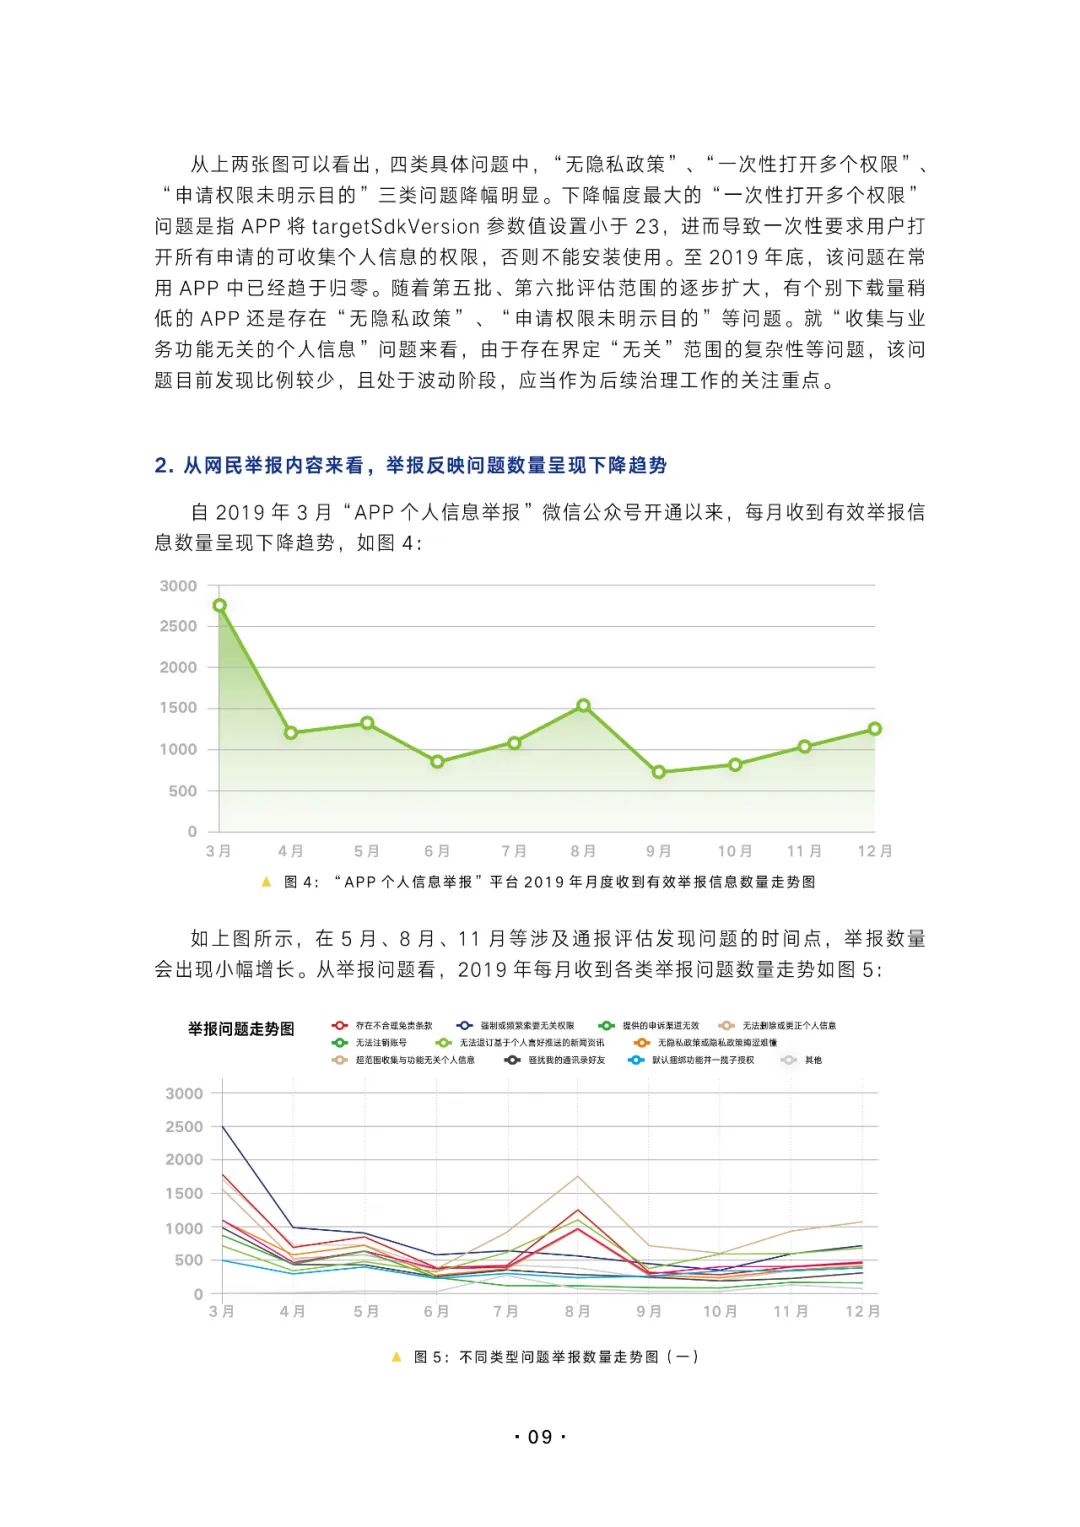 从上两张图可以看出，四类具体问题中，“无隐私政策”、“一次性打开多个权限”、
“申请权限未明示目的”三类问题降幅明显。下降幅度最大的“一次性打开多个权限”
问题是指 APP 将 targetSdkVersion 参数值设置小于 23，进而导致一次性要求用户打
开所有申请的可收集个人信息的权限，否则不能安装使用。至 2019 年底，该问题在常
用 APP 中已经趋于归零。随着第五批、第六批评估范围的逐步扩大，有个别下载量稍
低的 APP 还是存在“无隐私政策”、“申请权限未明示目的”等问题。就“收集与业
务功能无关的个人信息”问题来看，由于存在界定“无关”范围的复杂性等问题，该问
题目前发现比例较少，且处于波动阶段，应当作为后续治理工作的关注重点。
2. 从网民举报内容来看，举报反映问题数量呈现下降趋势
自 2019 年 3 月“APP 个人信息举报”微信公众号开通以来，每月收到有效举报信
息数量呈现下降趋势，如图 4：
3000
2500
2000
1500
1000
500
0
3月 4月 5月 6月 7月 8月 9月 10月 11月 12月
▲ 图 4：“APP 个人信息举报”平台 2019 年月度收到有效举报信息数量走势图
如上图所示，在 5 月、8 月、11 月等涉及通报评估发现问题的时间点，举报数量
会出现小幅增长。从举报问题看，2019 年每月收到各类举报问题数量走势如图 5：
举报问题走势图
存在不合理免责条款 强制或频繁索要无关权限 提供的申诉渠道无效 无法删除或更正个人信息
无法注销账号 无法退订基于个人喜好推送的新闻资讯 无隐私政策或隐私政策晦涩难懂
超范围收集与功能无关个人信息 骚扰我的通讯录好友 默认捆绑功能并一揽子授权 其他
3000
2500
2000
1500
1000
500
0
3月 4月 5月 6月 7月 8月 9月 10月 11月 12月
▲ 图 5：不同类型问题举报数量走势图（一）
· 09 ·